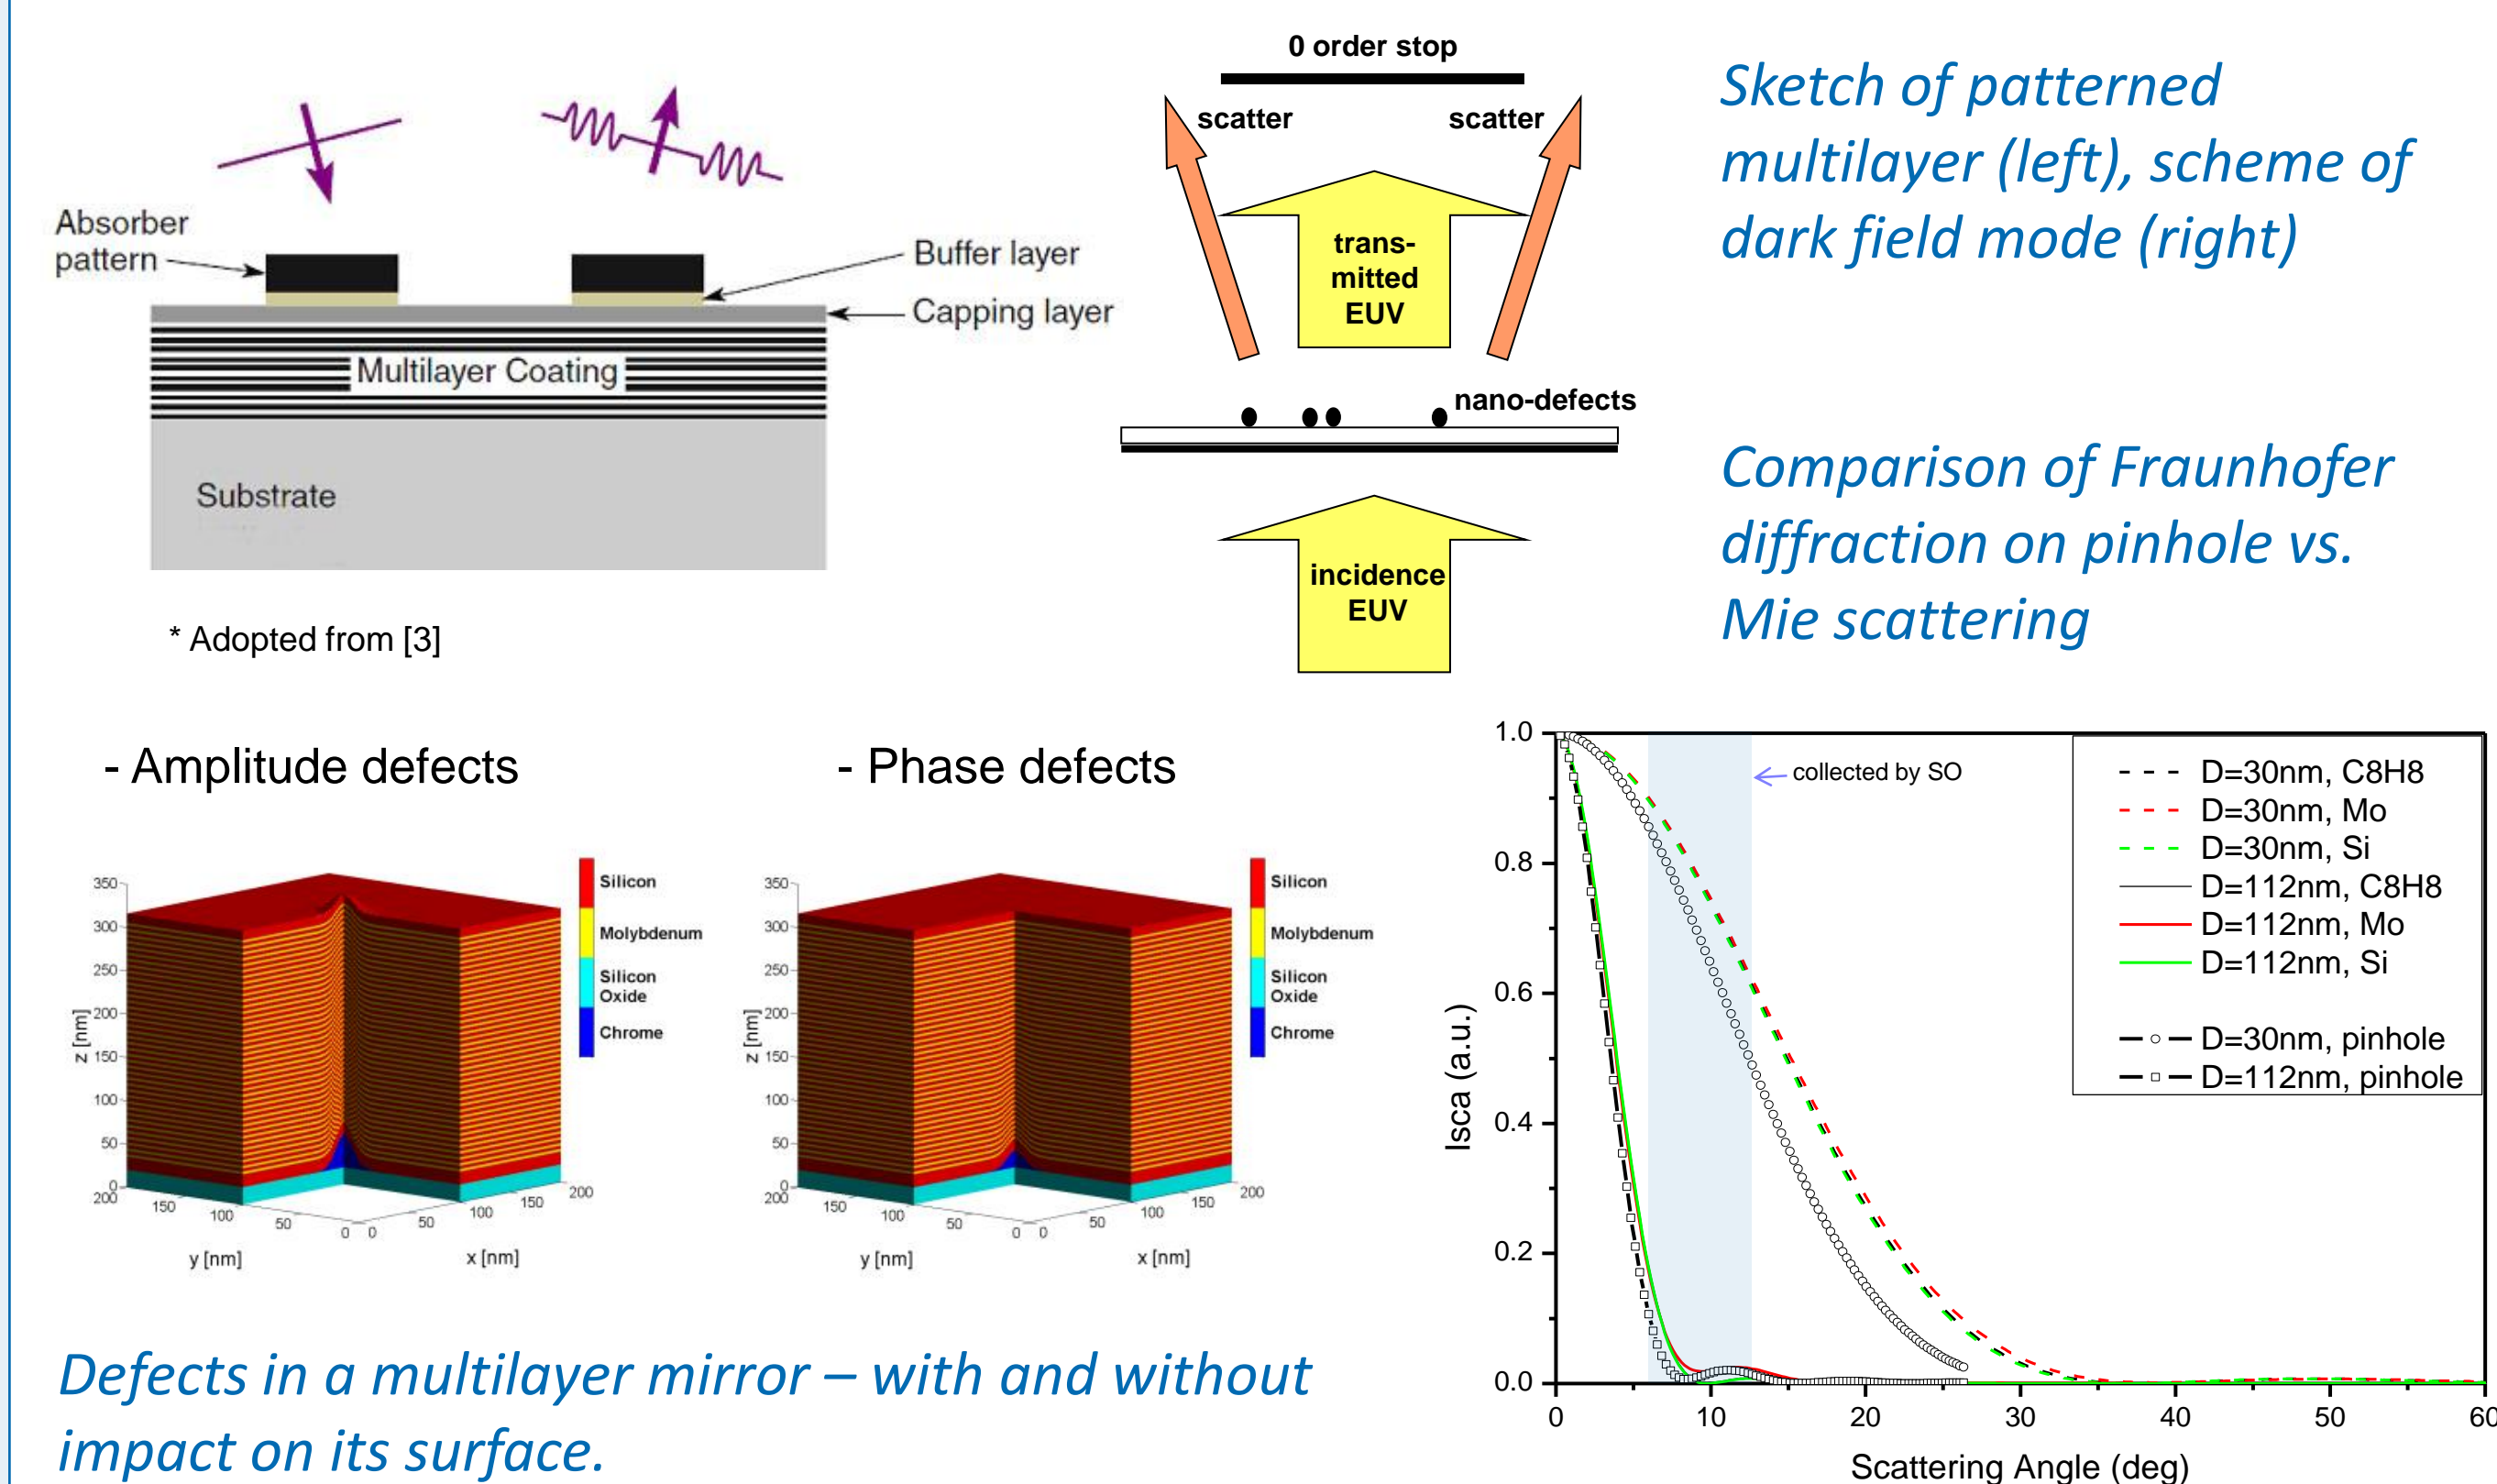 0 order stop
scatter
scatter
trans-
mitted
EUV
nano-defects
incidence
EUV
Absorber
pattern
Buffer layer
Capping layer
Multilayer Coating
Substrate
* Adopted from [3]
Sketch of patterned
multilayer (left), scheme of
dark field mode (right)
Comparison of Fraunhofer
diffraction on pinhole vs.
Mie scattering
- Amplitude defects
350
300
250
200
150
100
50
0
z [nm]
200
150
100
50
0
y [nm]
0
50
100
150
200
x [nm]
Silicon
Molybdenum
Silicon
Oxide
Chrome
- Phase defects
350
300
250
200
150
100
50
0
z [nm]
200
150
100
50
0
y [nm]
0
50
100
150
200
x [nm]
Silicon
Molybdenum
Silicon
Oxide
Chrome
Defects in a multilayer mirror – with and without
impact on its surface.
1.0
0.8
0.6
0.4
0.2
0.0
Isca (a.u.)
collected by SO
D=30nm, C8H8
D=30nm, Mo
D=30nm, Si
D=112nm, C8H8
D=112nm, Mo
D=112nm, Si
D=30nm, pinhole
D=112nm, pinhole
0
10
20
30
40
50
60
Scattering Angle (deg)